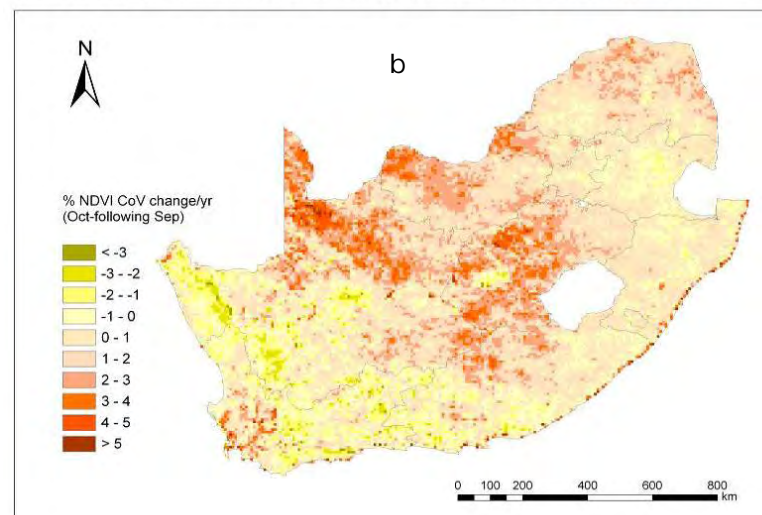 N
b
% NDVI CoV change/yr
(Oct-following Sep)
< -3
-3 - -2
-2 - -1
-1 - 0
0 - 1
1 - 2
2 - 3
3 - 4
4 - 5
> 5
0 100 200 400 600 800
km